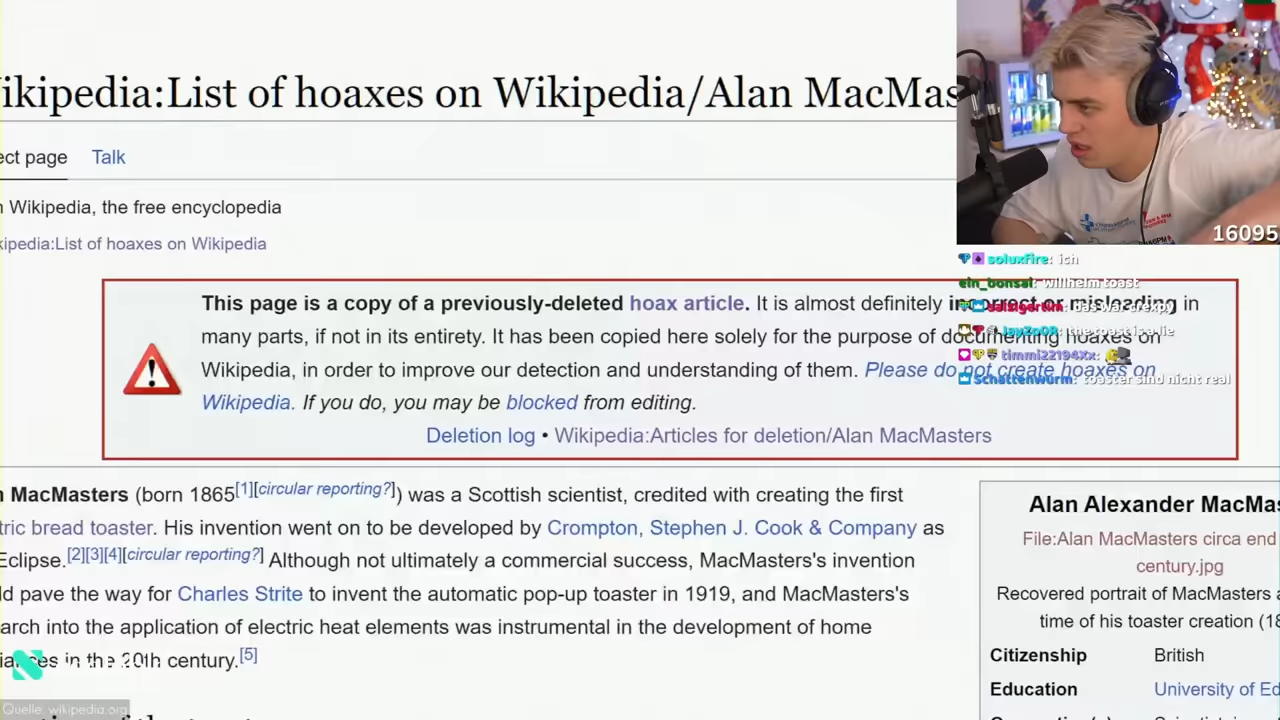 ikipedia:List of hoaxes on Wikipedia/Alan MacMas
ect page Talk
Wikipedia, the free encyclopedia
kipedia:List of hoaxes on Wikipedia
16095
soluxfire: ich
ein_bonsai: willhelm toast
This page is a copy of a previously-deleted hoax article. It is almost definitely incorrect or misleading in
many parts, if not in its entirety. It has been copied here solely for the purpose of documenting hoaxes on
jayZo0R: the toast is a lie
timmi22194Xx:
Wikipedia, in order to improve our detection and understanding of them. Please do not create hoaxes on
Schattenwurm: toaster sind nicht real
Wikipedia. If you do, you may be blocked from editing.
Deletion log • Wikipedia:Articles for deletion/Alan MacMasters
n MacMasters (born 1865[1][circular reporting?]) was a Scottish scientist, credited with creating the first
tric bread toaster. His invention went on to be developed by Crompton, Stephen J. Cook & Company as
Eclipse.[2][3][4][circular reporting?] Although not ultimately a commercial success, MacMasters's invention
ld pave the way for Charles Strite to invent the automatic pop-up toaster in 1919, and MacMasters's
arch into the application of electric heat elements was instrumental in the development of home
in the 20th century.[5]
Alan Alexander MacMas
File:Alan MacMasters circa end
century.jpg
Recovered portrait of MacMasters a
time of his toaster creation (18
Citizenship British
Education University of Ed
Quelle: wikipedia.org